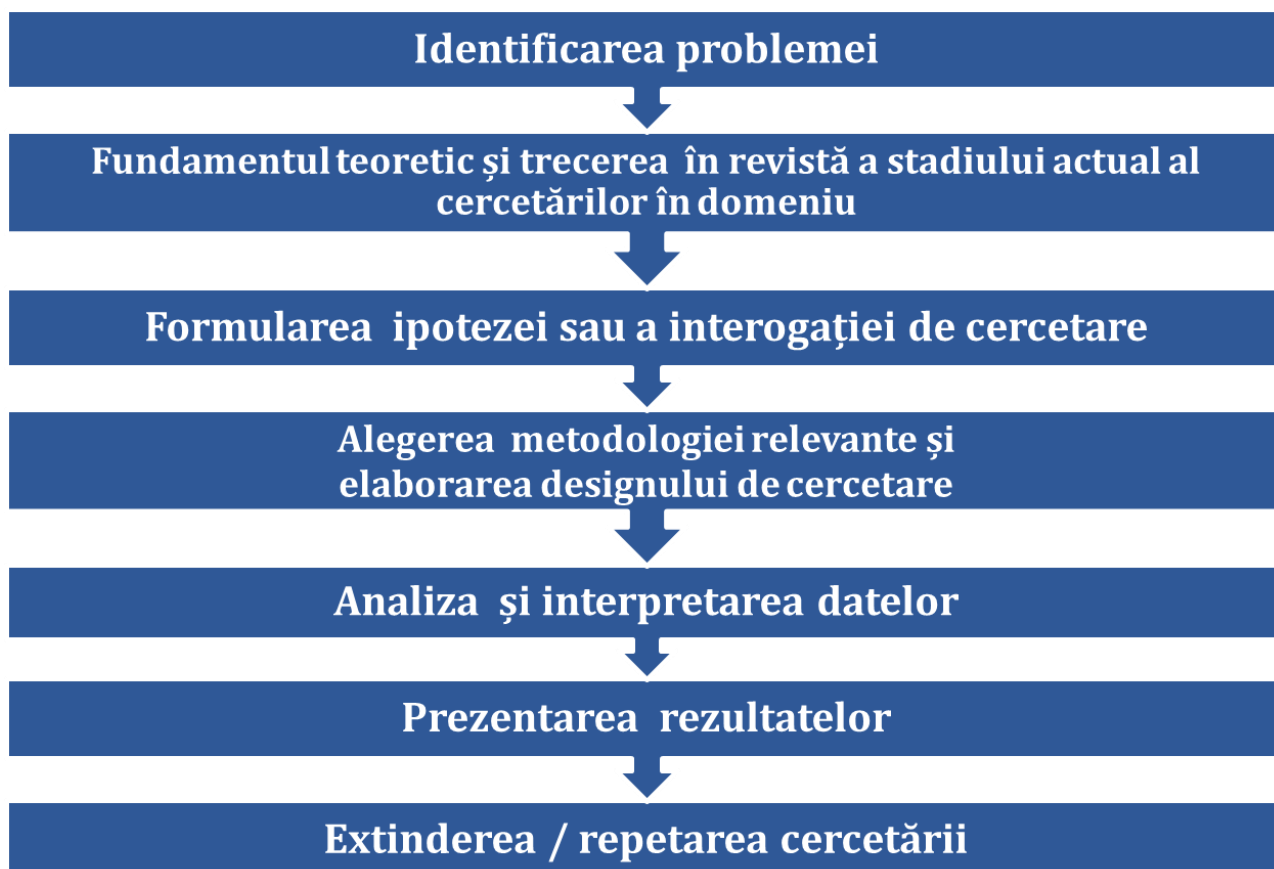 Identificarea problemei
Fundamentul teoretic și trecerea în revistă a stadiului actual al
cercetărilor în domeniu
Formularea ipotezei sau a interogației de cercetare
Alegerea metodologiei relevante și
elaborarea designului de cercetare
Analiza și interpretarea datelor
Prezentarea rezultatelor
Extinderea / repetarea cercetării